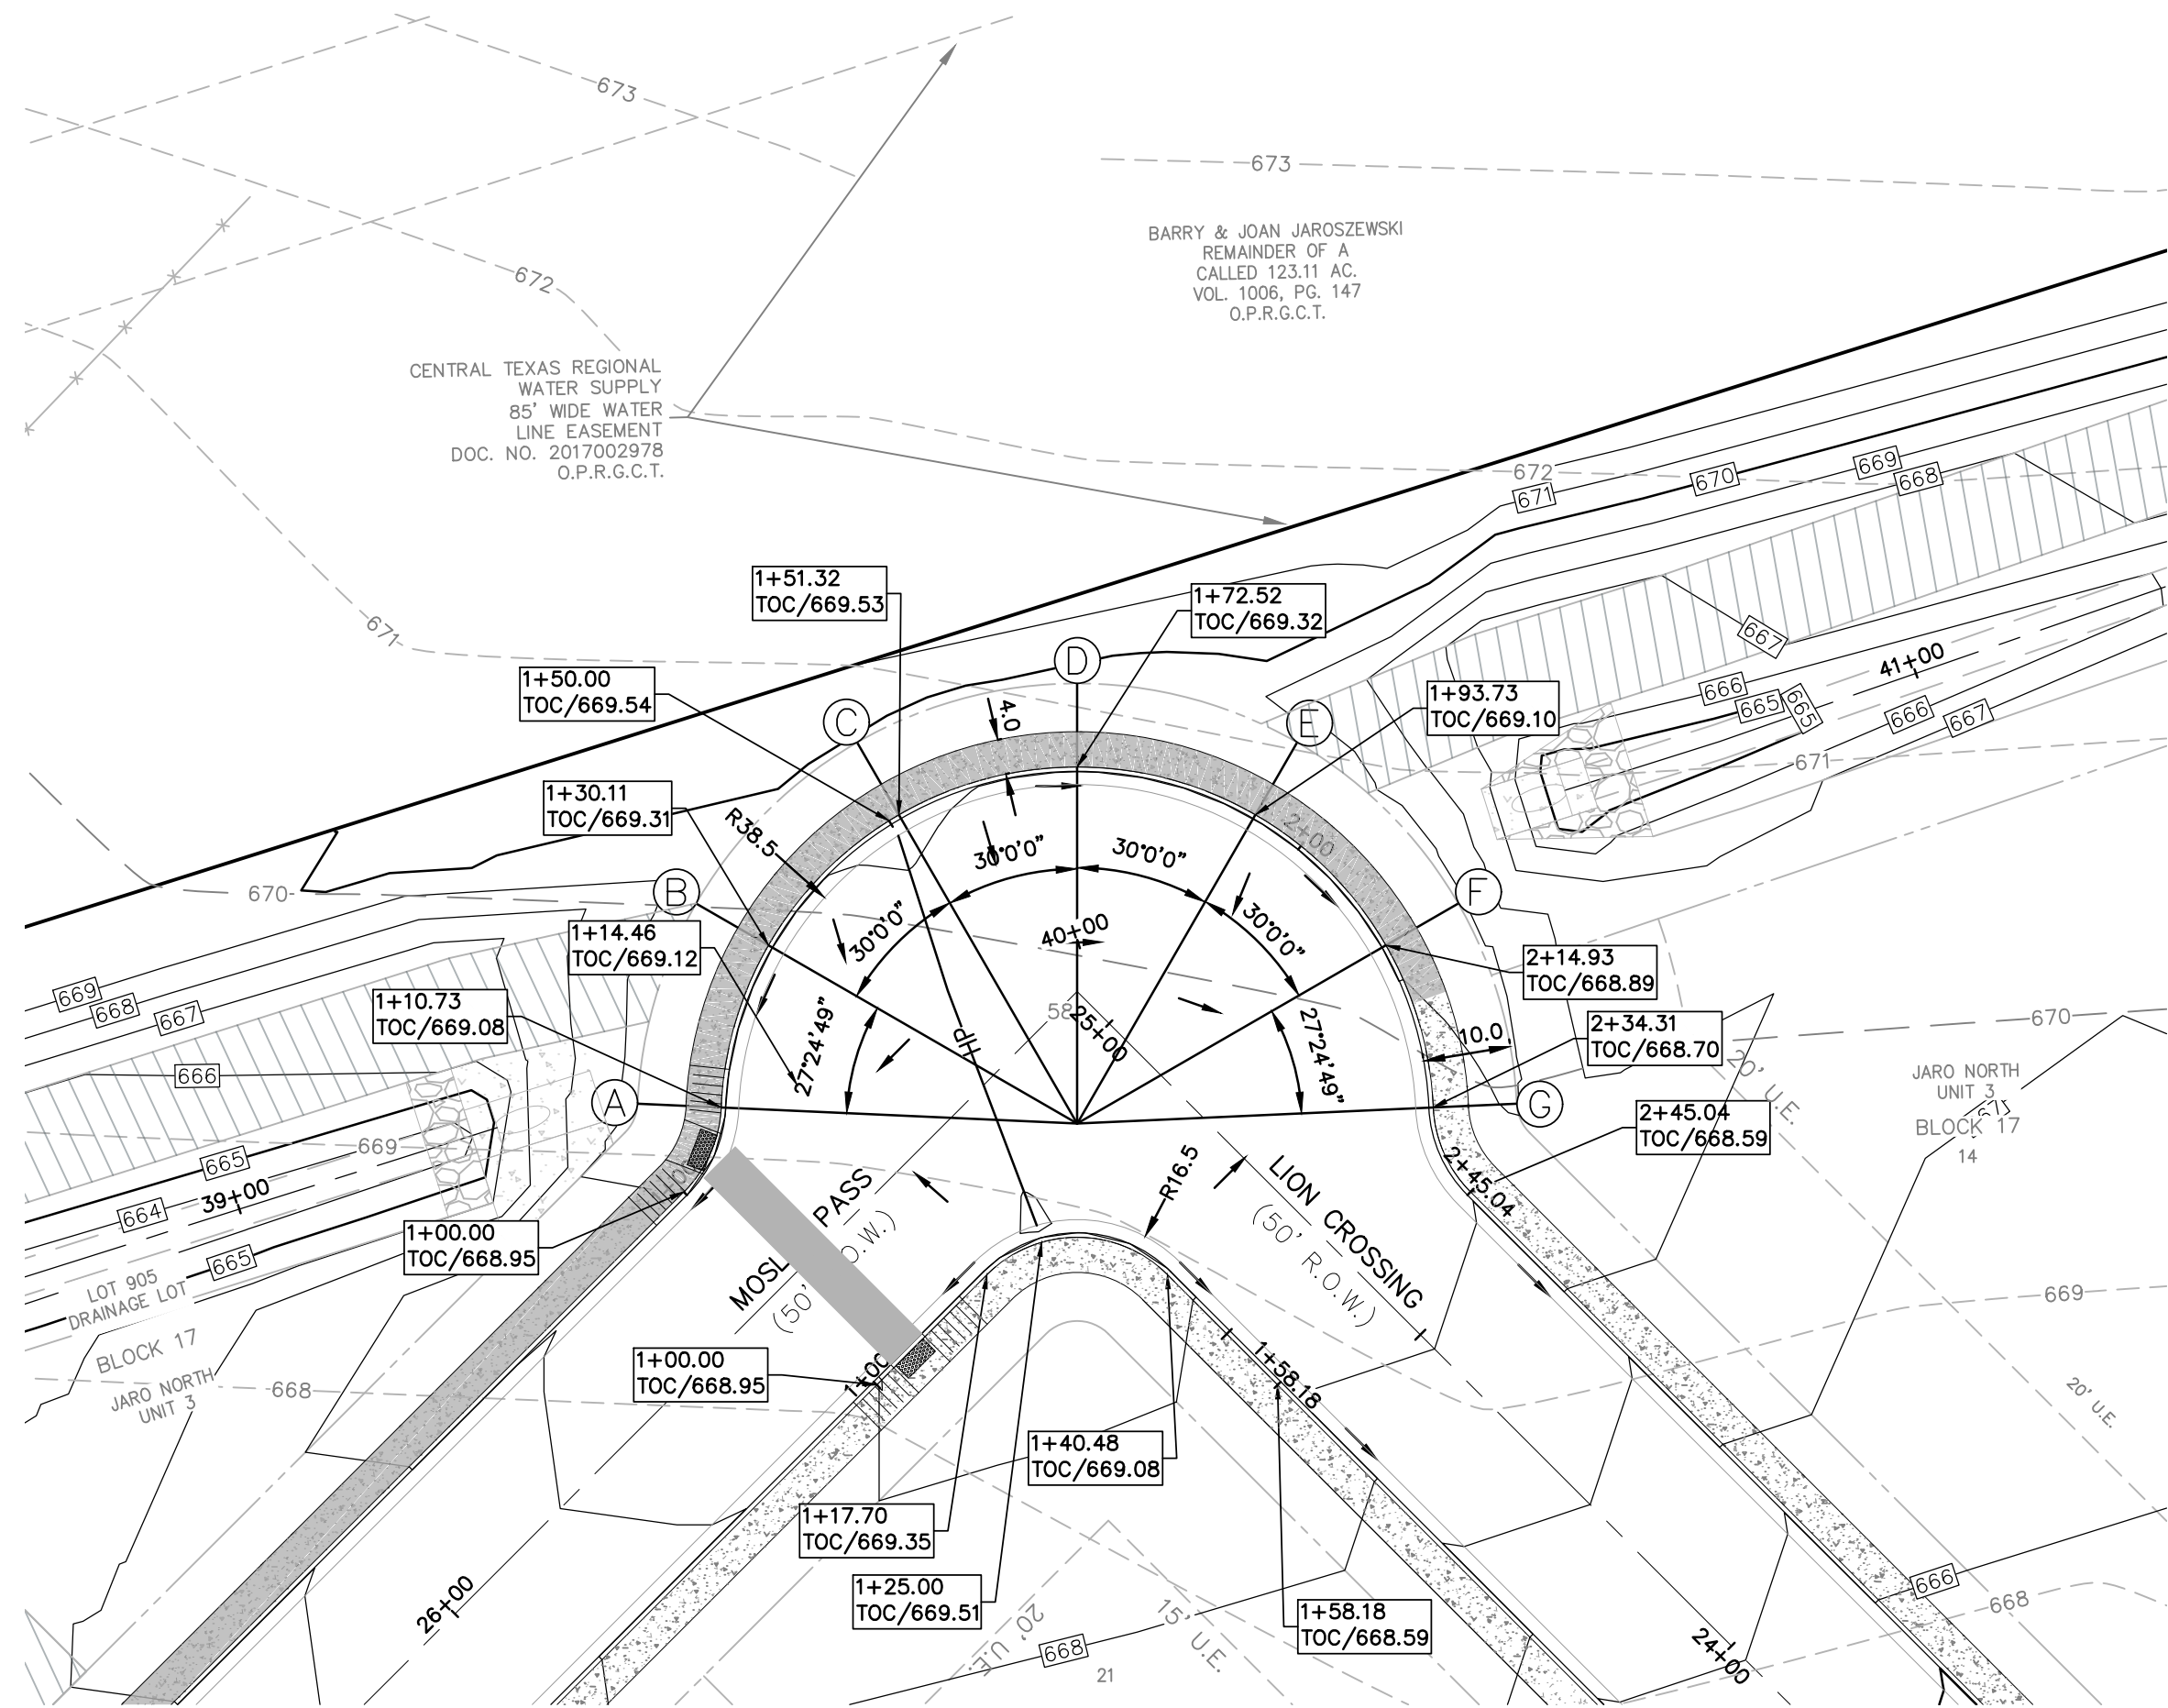 673
673
BARRY & JOAN JAROSZEWSKI
REMAINDER OF A
CALLED 123.11 AC.
VOL. 1006, PG. 147
O.P.R.G.C.T.
672
CENTRAL TEXAS REGIONAL
WATER SUPPLY
85' WIDE WATER
LINE EASEMENT
DOC. NO. 2017002978
O.P.R.G.C.T.
672
671
670
669
668
1+51.32
TOC/669.53
1+72.52
TOC/669.32
671
667
D
1+50.00
TOC/669.54
C
4.0
E
1+93.73
TOC/669.10
666
665
665
41+00
666
667
671
1+30.11
TOC/669.31
R38.5
30°0'0"
30°0'0"
2+00
670
B
F
1+14.46
TOC/669.12
30°0'0"
40+00
30°0'0"
2+14.93
TOC/668.89
669
668
667
1+10.73
TOC/669.08
27°24'49"
HP
58
25+00
27°24'49"
10.0
2+34.31
TOC/668.70
670
20' U.E.
666
A
G
JARO NORTH
UNIT 3
BLOCK 17
14
2+45.04
TOC/668.59
669
665
39+00
664
665
1+00.00
TOC/668.95
MOSL PASS
(50' O.W.)
R16.5
LION CROSSING
(50' R.O.W.)
2+45.04
669
LOT 905
DRAINAGE LOT
BLOCK 17
JARO NORTH
UNIT 3
668
1+00.00
TOC/668.95
1+00
1+58.18
20' U.E.
1+40.48
TOC/669.08
1+17.70
TOC/669.35
1+25.00
TOC/669.51
1+58.18
TOC/668.59
26+00
20' U.E.
15' U.E.
668
21
24+00
666
668